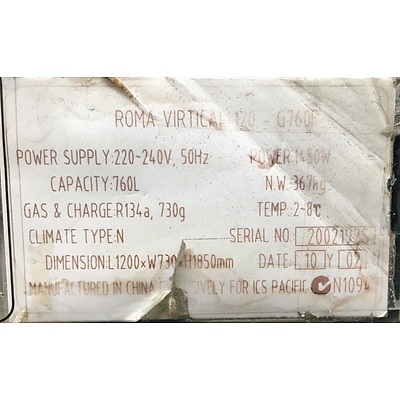 ROMA VIRTICAL 120 G760F
POWER SUPPLY:220~240V, 50Hz POWER:1480W
CAPACITY:760L N.W.:367kg
GAS & CHARGE:R134a, 730g TEMP.:2~8℃
CLIMATE TYPE:N SERIAL NO.:
DIMENSION:L1200×W730×H1850mm DATE: 10 Y 02
MANUFACTURED IN CHINA FOR ICS PACIFIC